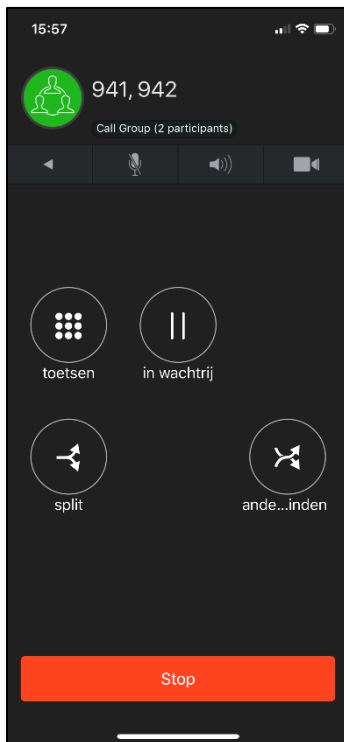 15:57
941, 942
Call Group (2 participants)
toetsen
in wachtrij
split
ande...inden
Stop